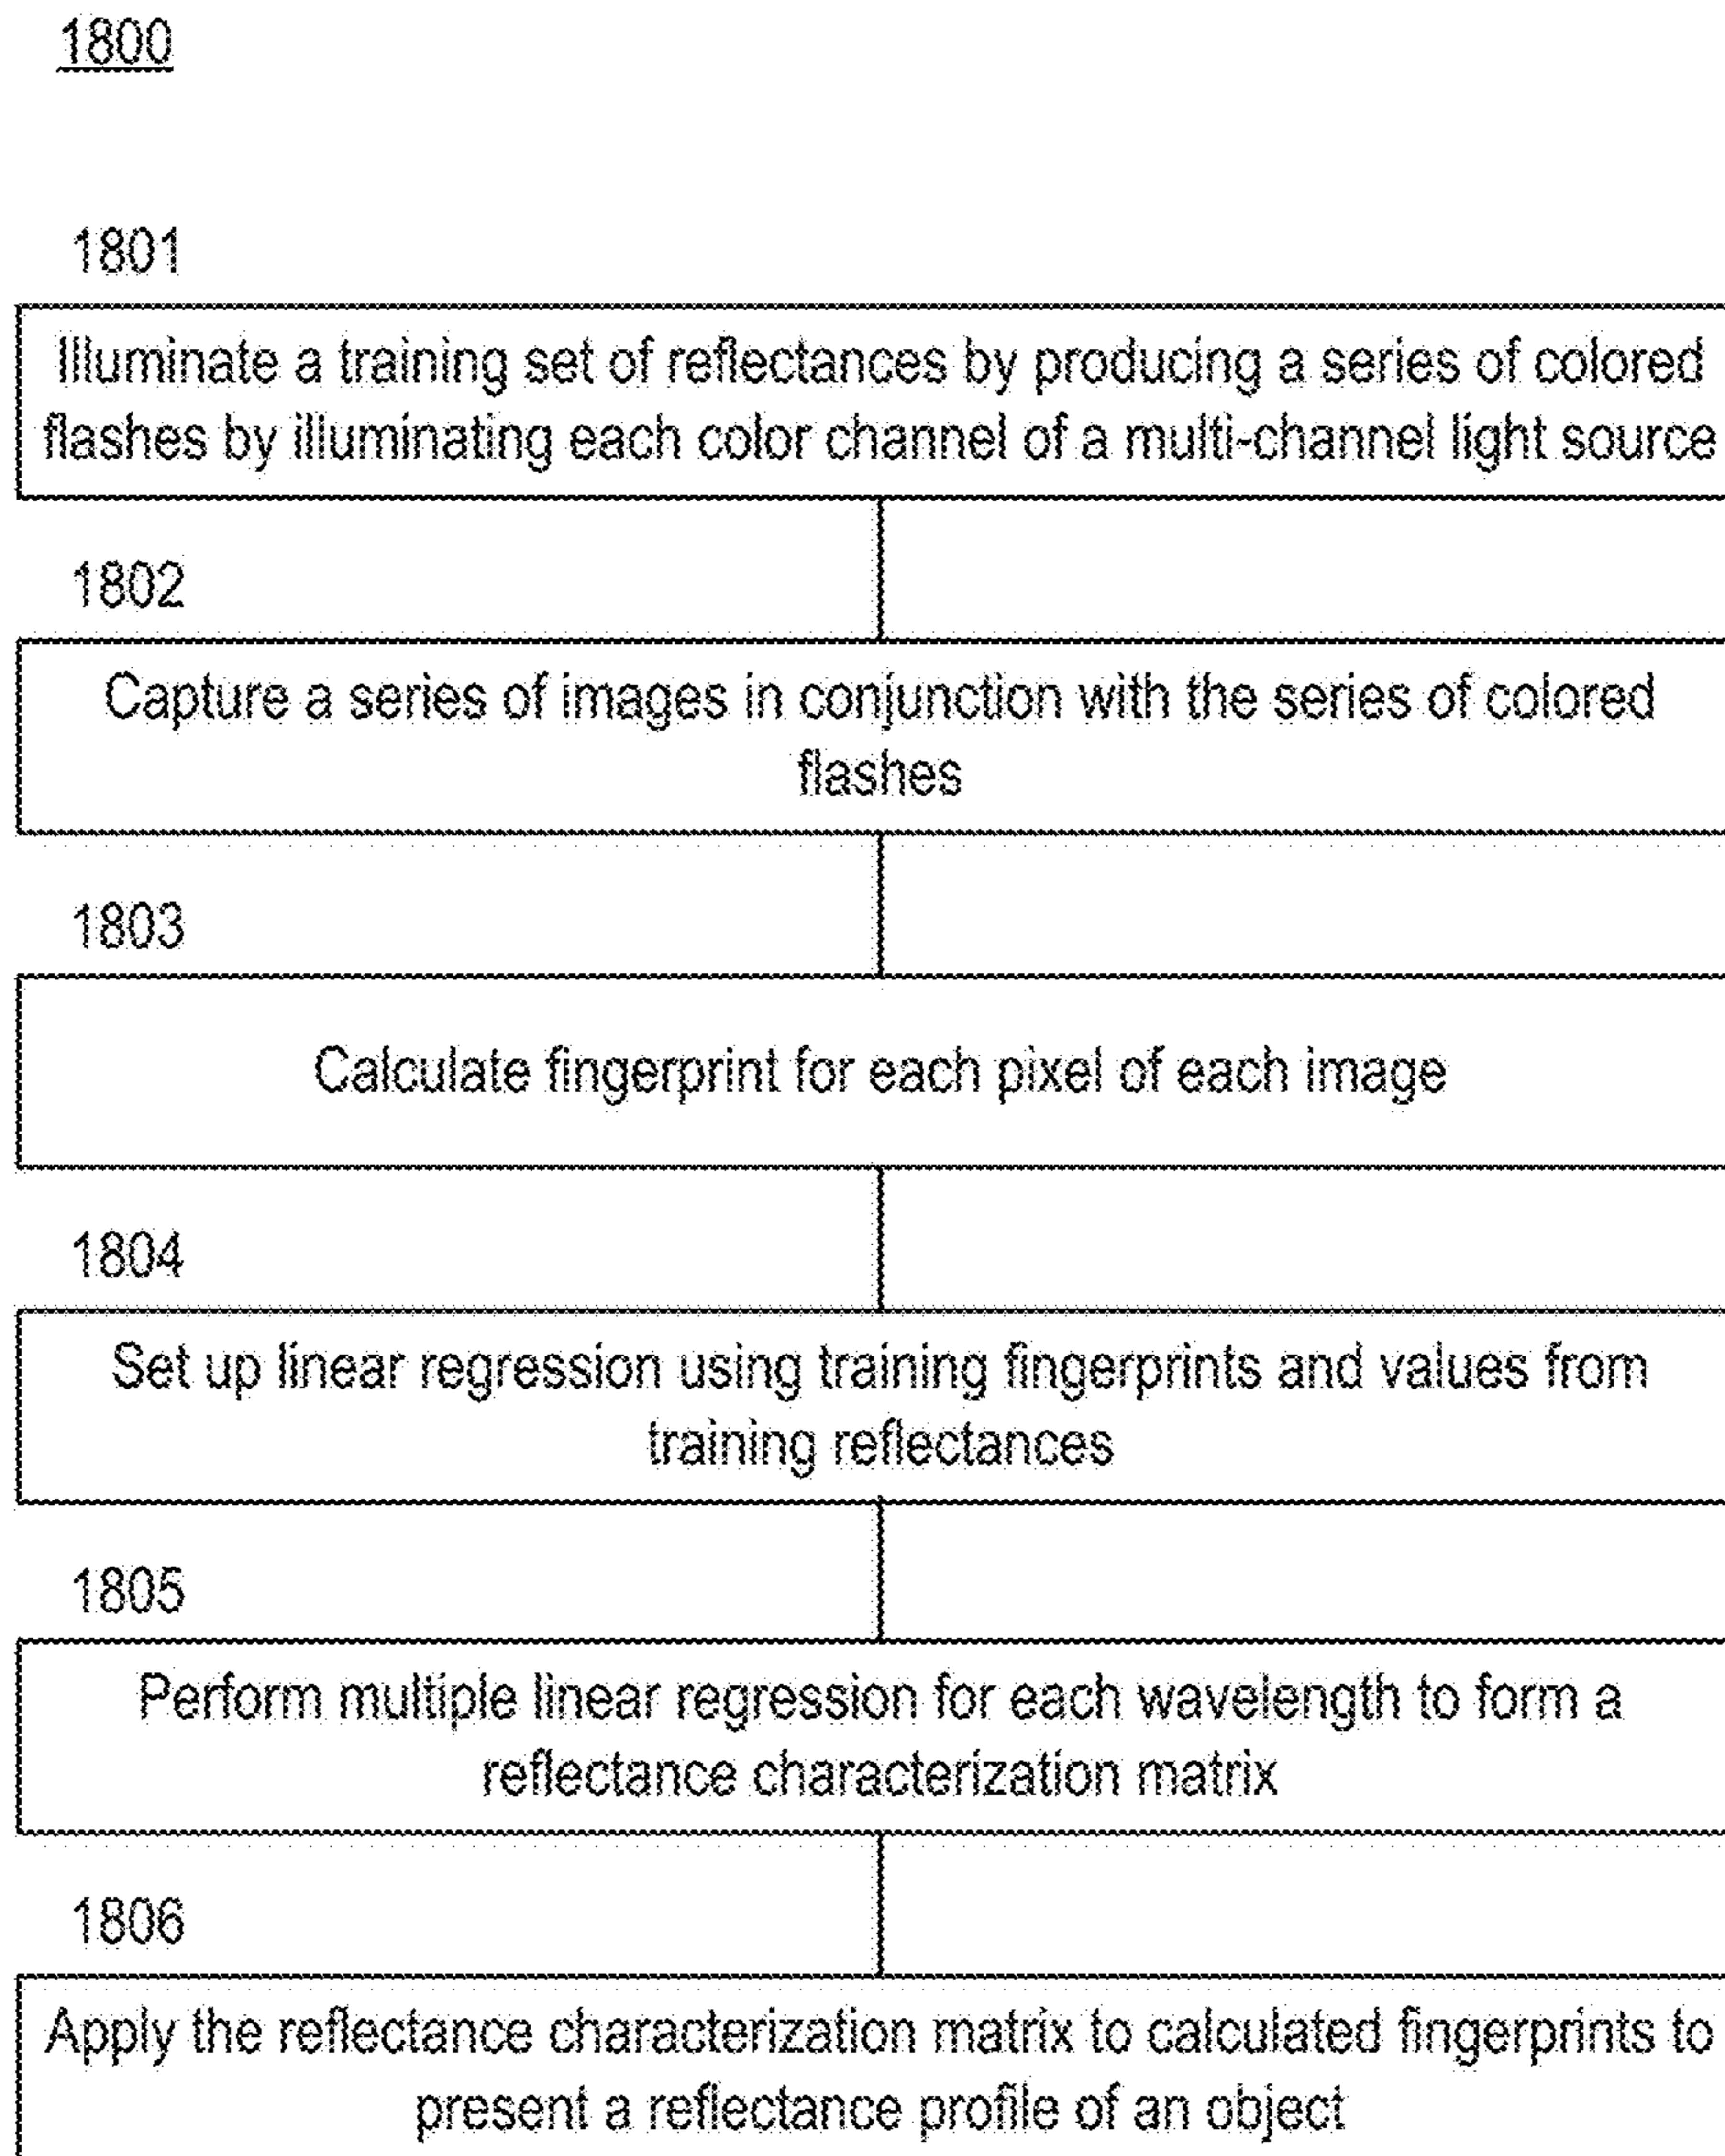 1800
1801
Illuminate a training set of reflectances by producing a series of colored
flashes by illuminating each color channel of a multi-channel light source
1802
Capture a series of images in conjunction with the series of colored
flashes
1803
Calculate fingerprint for each pixel of each image
1804
Set up linear regression using training fingerprints and values from
training reflectances
1805
Perform multiple linear regression for each wavelength to form a
reflectance characterization matrix
1806
Apply the reflectance characterization matrix to calculated fingerprints to
present a reflectance profile of an object